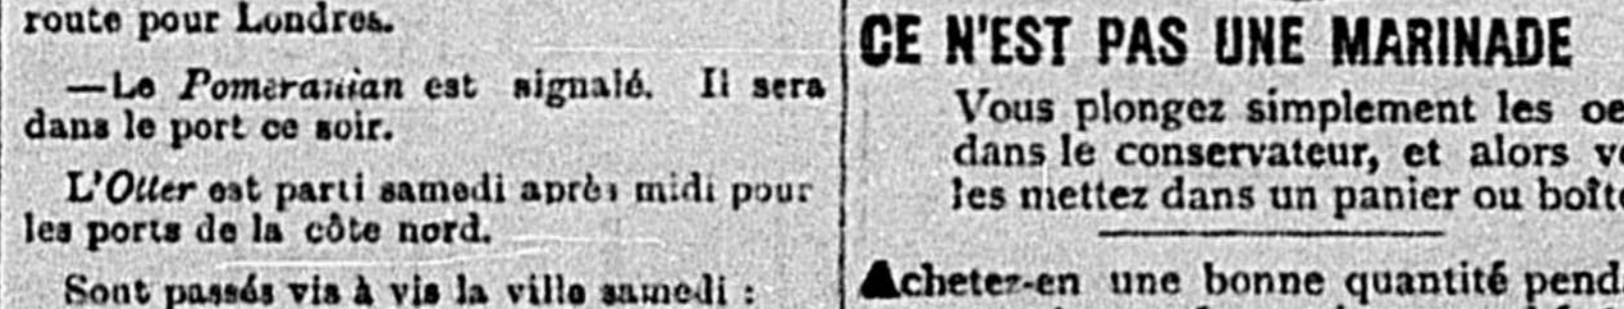 route pour Londres.
—Le Pomeranian est signalé. Il sera
dans le port ce soir.
L'Otter est parti samedi après midi pour
les ports de la côte nord.
Sont passés vis à vis la ville samedi :
CE N'EST PAS UNE MARINADE
Vous plongez simplement les oe
dans le conservateur, et alors v
les mettez dans un panier ou boît
Achetez-en une bonne quantité pend